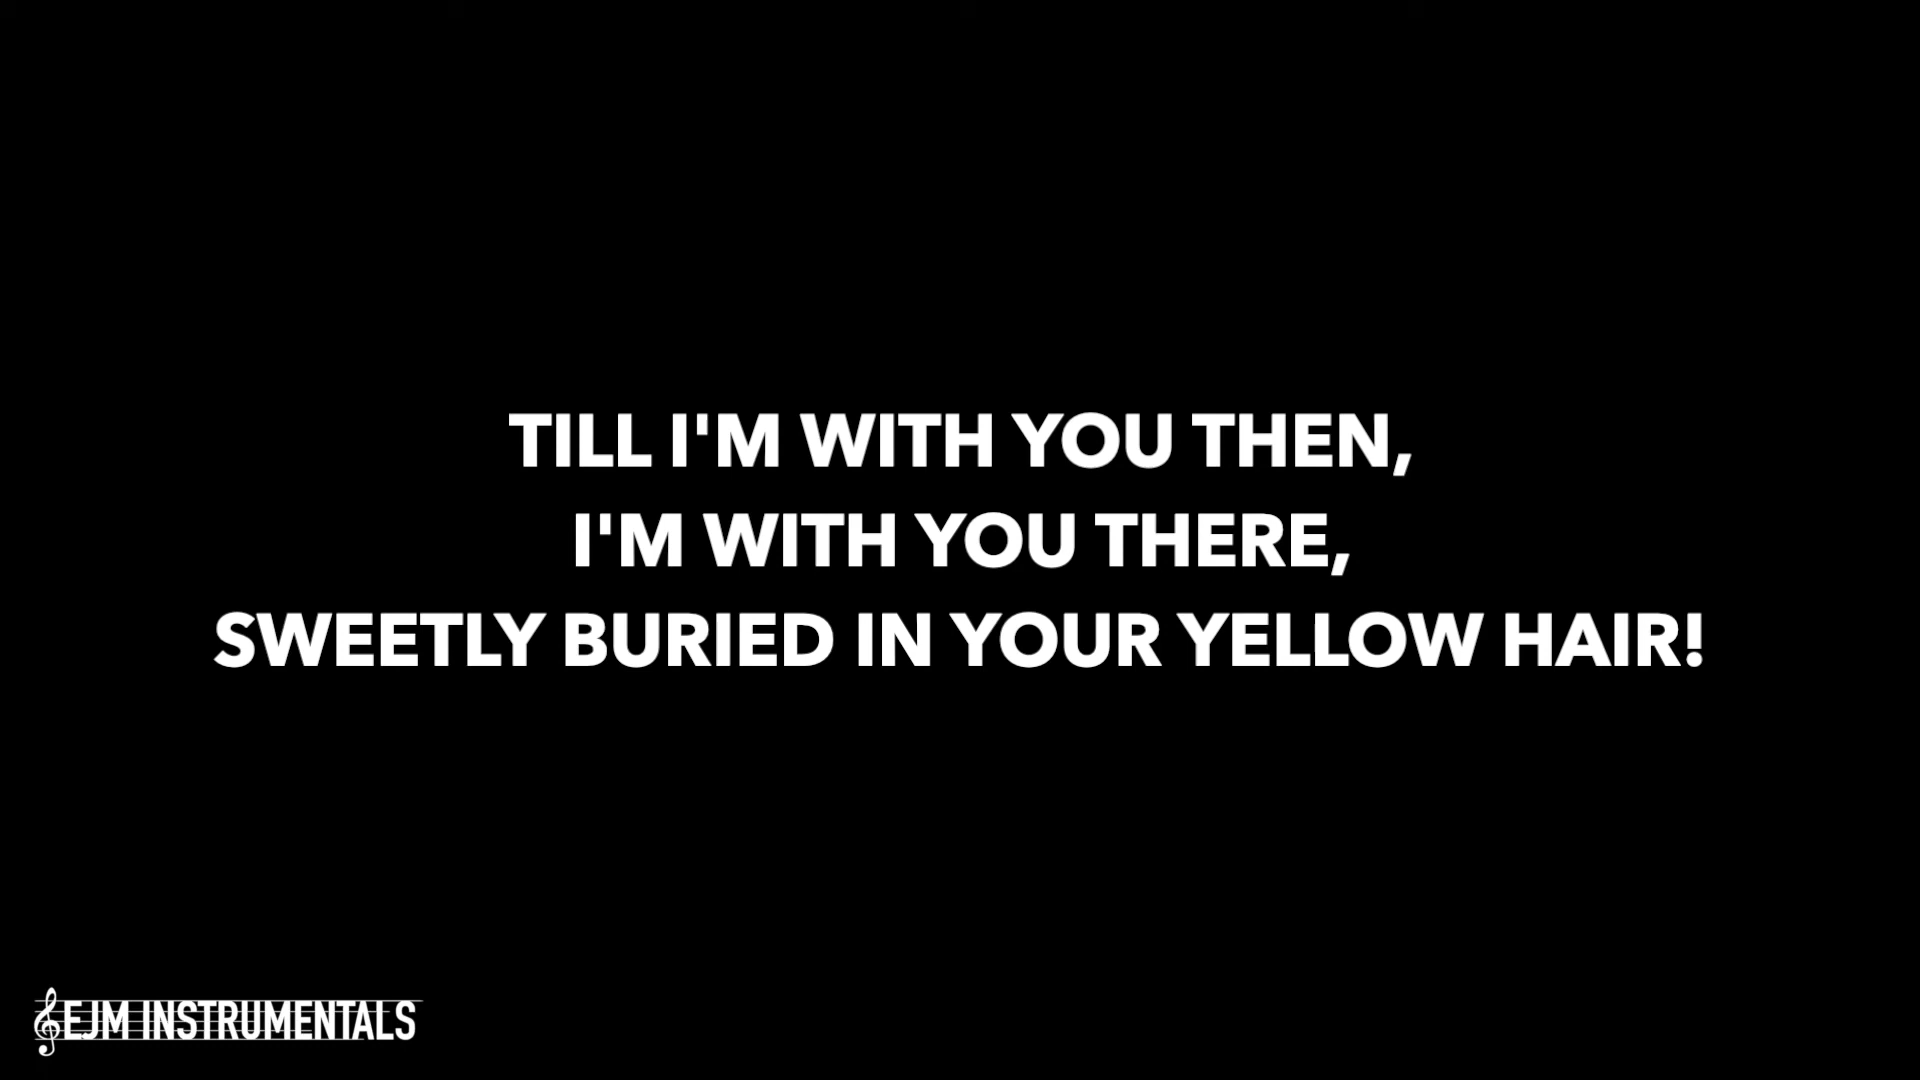 TILL I'M WITH YOU THEN,
I'M WITH YOU THERE,
SWEETLY BURIED IN YOUR YELLOW HAIR!
EJM INSTRUMENTALS